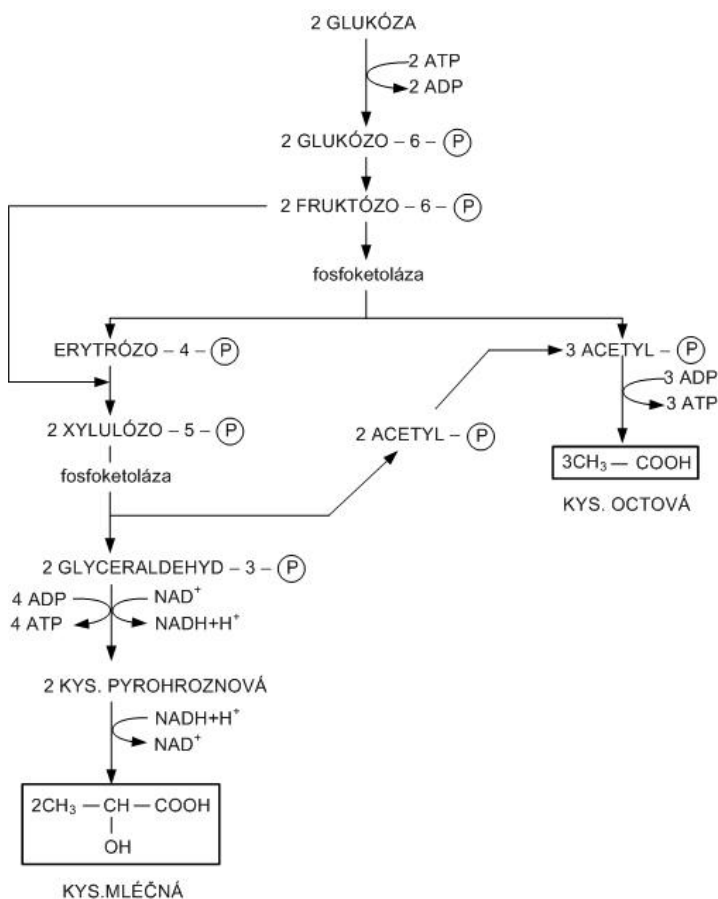 2 GLUKÓZA
2 ATP
2 ADP
2 GLUKÓZO – 6 – P
2 FRUKTÓZO – 6 – P
fosfoketoláza
ERYTRÓZO – 4 – P
3 ACETYL – P
3 ADP
3 ATP
2 XYLULÓZO – 5 – P
2 ACETYL – P
fosfoketoláza
3CH₃ — COOH
KYS. OCTOVÁ
2 GLYCERALDEHYD – 3 – P
4 ADP
NAD⁺
4 ATP
NADH+H⁺
2 KYS. PYROHROZNOVÁ
NADH+H⁺
NAD⁺
2CH₃ — CH — COOH
OH
KYS.MLÉČNÁ